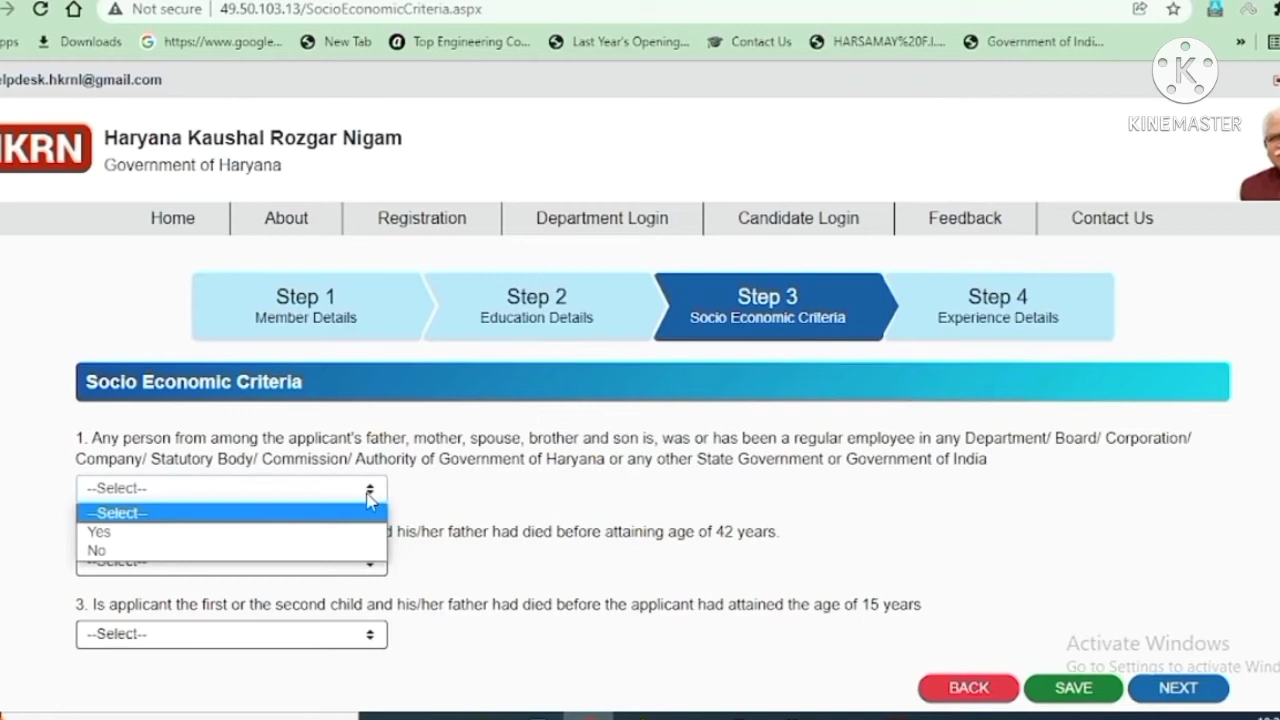 Not secure 49.50.103.13/SocioEconomicCriteria.aspx
Downloads https://www.google... New Tab Top Engineering Co... Last Year's Opening... Contact Us HARSAMAY%20F.I.... Government of Indi... »
elpdesk.hkrnl@gmail.com
K
KINEMASTER
HKRN
Haryana Kaushal Rozgar Nigam
Government of Haryana
Home About Registration Department Login Candidate Login Feedback Contact Us
Step 1 Step 2 Step 3 Step 4
Member Details Education Details Socio Economic Criteria Experience Details
Socio Economic Criteria
1. Any person from among the applicant's father, mother, spouse, brother and son is, was or has been a regular employee in any Department/ Board/ Corporation/
Company/ Statutory Body/ Commission/ Authority of Government of Haryana or any other State Government or Government of India
--Select--
--Select--
Yes
his/her father had died before attaining age of 42 years.
No
--Select--
3. Is applicant the first or the second child and his/her father had died before the applicant had attained the age of 15 years
--Select--
Activate Windows
Go to Settings to activate Wind
BACK SAVE NEXT